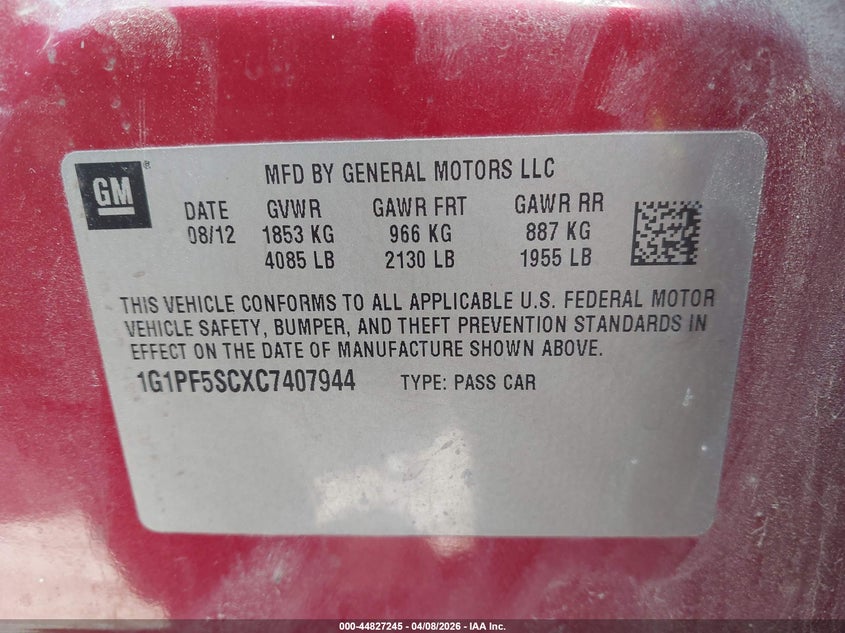 GM®
MFD BY GENERAL MOTORS LLC
DATE GVWR GAWR FRT GAWR RR
08/12 1853 KG 966 KG 887 KG
4085 LB 2130 LB 1955 LB
THIS VEHICLE CONFORMS TO ALL APPLICABLE U.S. FEDERAL MOTOR
VEHICLE SAFETY, BUMPER, AND THEFT PREVENTION STANDARDS IN
EFFECT ON THE DATE OF MANUFACTURE SHOWN ABOVE.
1G1PF5SCXC7407944 TYPE: PASS CAR
000-44827245 - 04/08/2026 - IAA Inc.